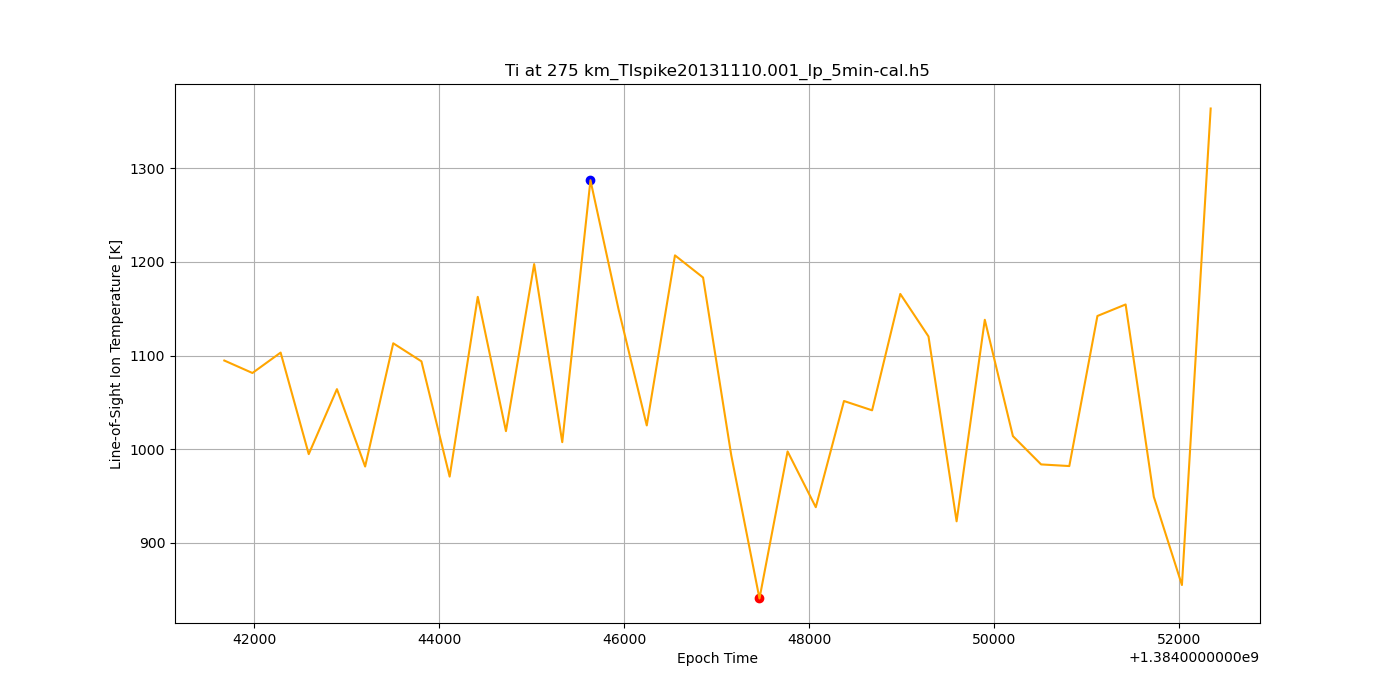 Ti at 275 km_TIspike20131110.001_lp_5min-cal.h5
Line-of-Sight Ion Temperature [K]
1300
1200
1100
1000
900
42000 44000 46000 48000 50000 52000
Epoch Time
+1.3840000000e9